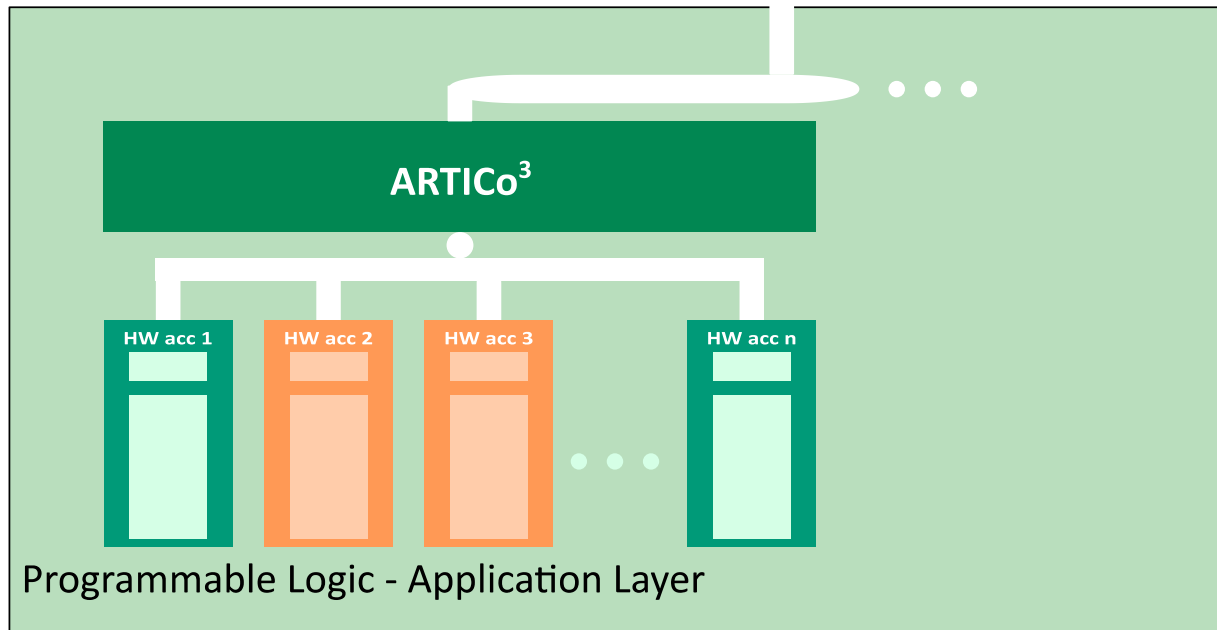 ARTICo³
HW acc 1
HW acc 2
HW acc 3
HW acc n
Programmable Logic - Application Layer